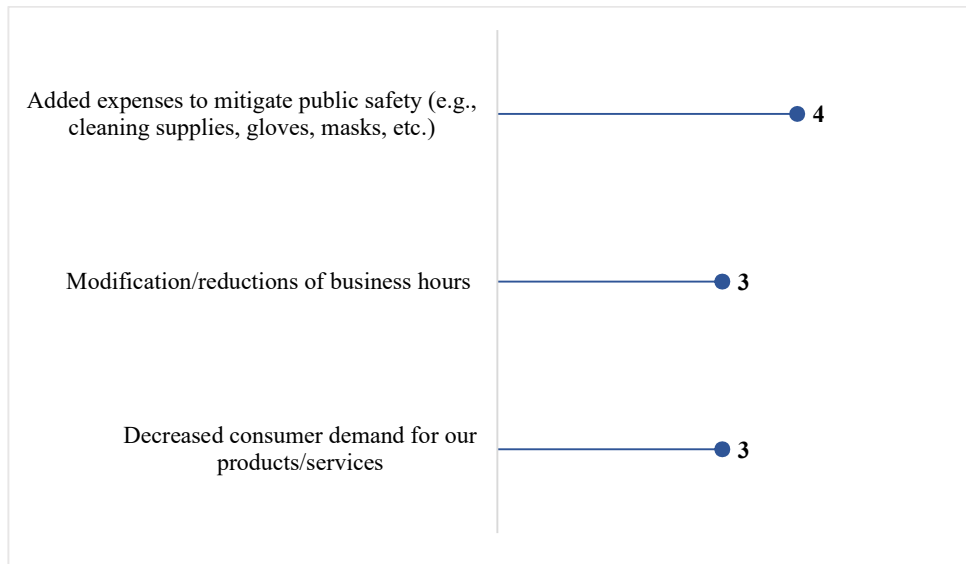 Added expenses to mitigate public safety (e.g.,
cleaning supplies, gloves, masks, etc.)
4
Modification/reductions of business hours
3
Decreased consumer demand for our
products/services
3